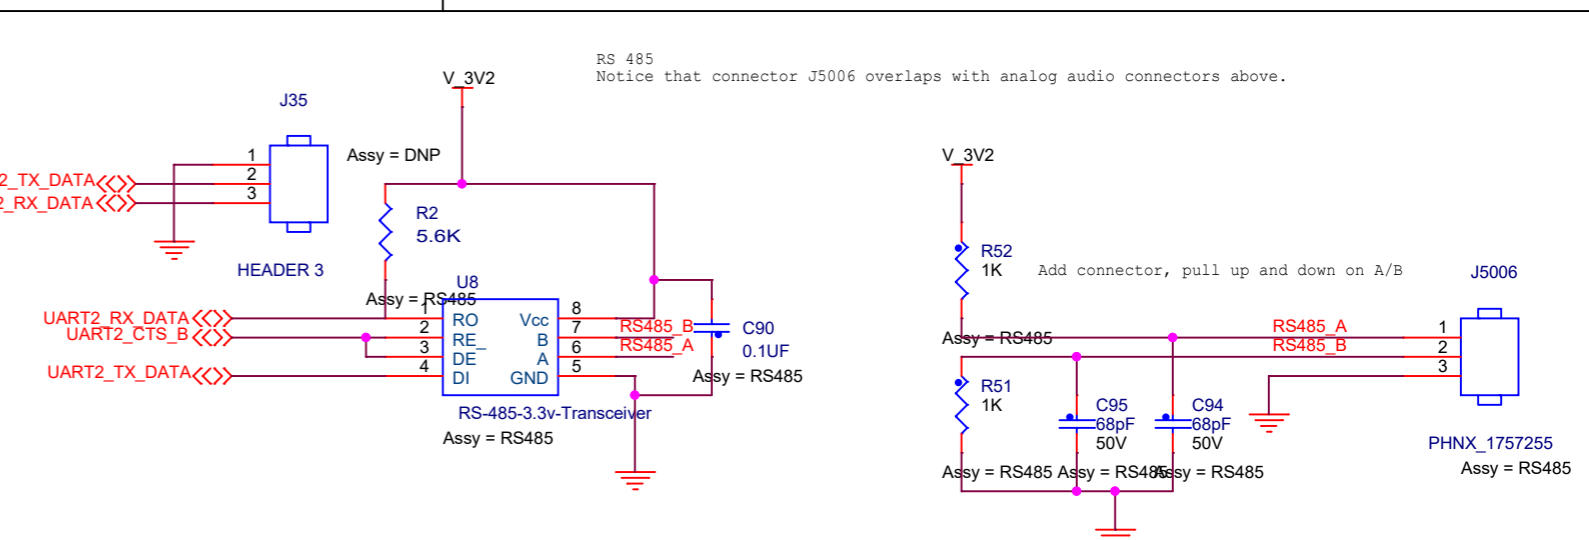 RS 485
Notice that connector J5006 overlaps with analog audio connectors above.
V_3V2
J35
1
2
3
Assy = DNP
2_TX_DATA
2_RX_DATA
HEADER 3
R2
5.6K
Assy = RS485
U8
UART2_RX_DATA
UART2_CTS_B
UART2_TX_DATA
1
2
3
4
RO
RE_
DE
DI
Vcc
B
A
GND
8
7
6
5
RS485_B
RS485_A
C90
0.1UF
Assy = RS485
RS-485-3.3v-Transceiver
Assy = RS485
V_3V2
R52
1K
Add connector, pull up and down on A/B
J5006
Assy = RS485
RS485_A
RS485_B
1
2
3
R51
1K
C95
68pF
50V
C94
68pF
50V
Assy = RS485
Assy = RS485
Assy = RS485
PHNX_1757255
Assy = RS485